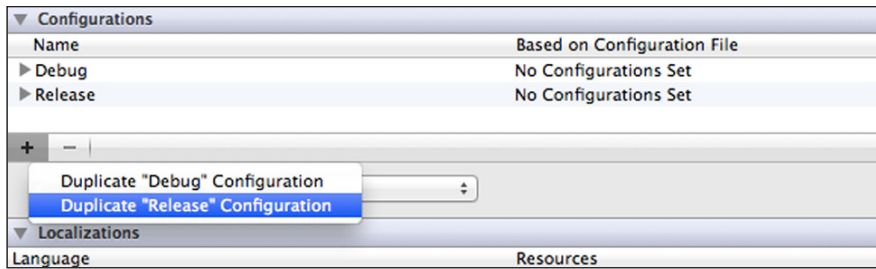 Configurations
Name Based on Configuration File
Debug No Configurations Set
Release No Configurations Set
+ −
Duplicate "Debug" Configuration
Duplicate "Release" Configuration
Localizations
Language Resources